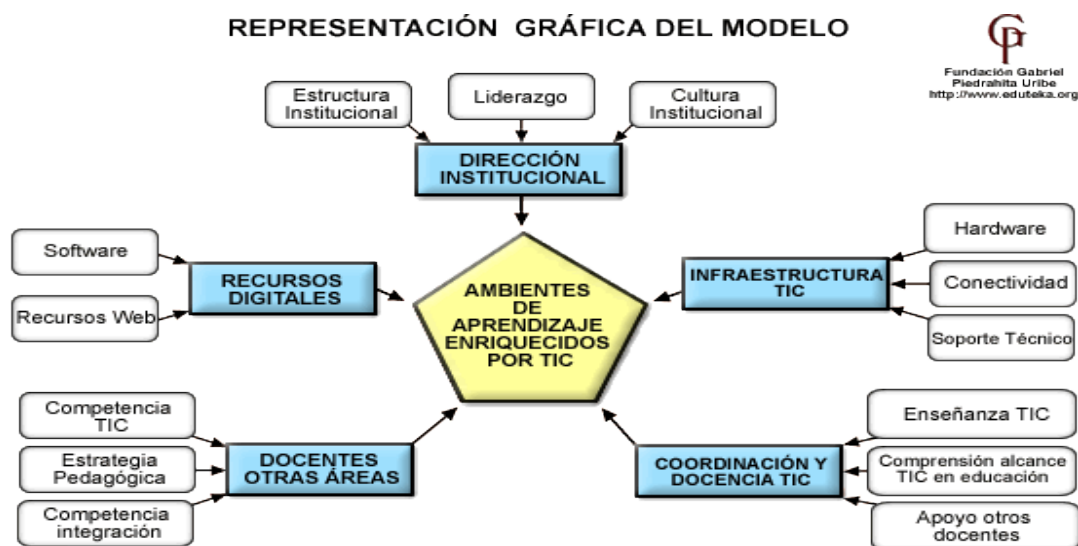 REPRESENTACIÓN GRÁFICA DEL MODELO
GP
Fundación Gabriel
Piedrahita Uribe
http://www.eduteka.org
Estructura
Institucional
Liderazgo
Cultura
Institucional
DIRECCIÓN
INSTITUCIONAL
Software
Recursos Web
RECURSOS
DIGITALES
AMBIENTES
DE
APRENDIZAJE
ENRIQUECIDOS
POR TIC
INFRAESTRUCTURA
TIC
Hardware
Conectividad
Soporte Técnico
Competencia
TIC
Estrategia
Pedagógica
Competencia
integración
DOCENTES
OTRAS ÁREAS
COORDINACIÓN Y
DOCENCIA TIC
Enseñanza TIC
Comprensión alcance
TIC en educación
Apoyo otros
docentes